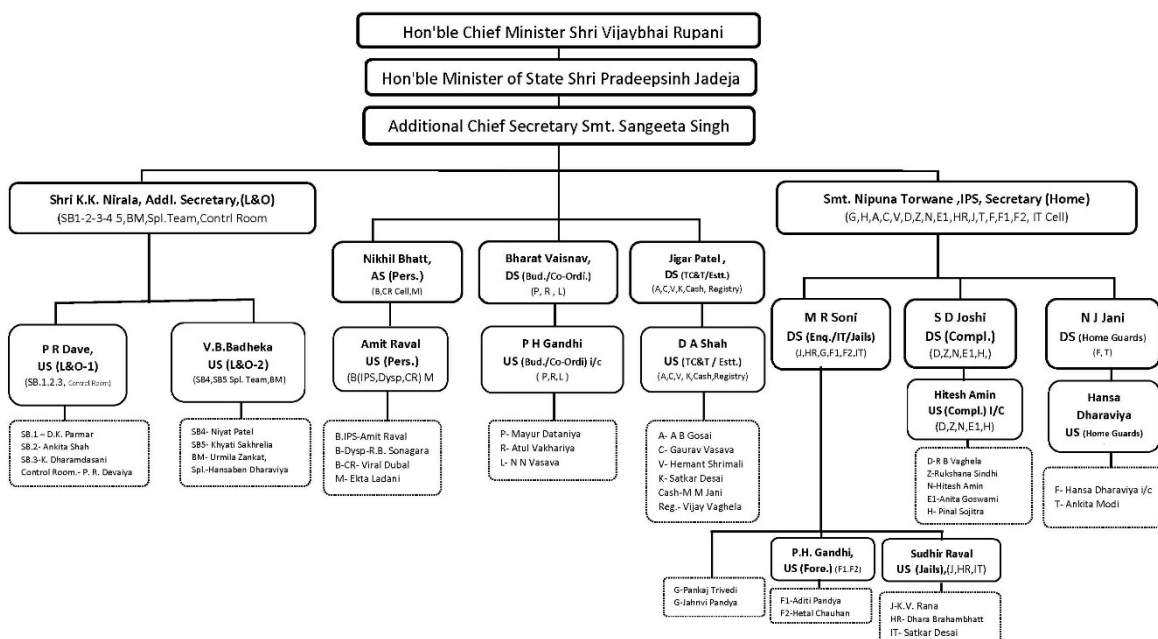 Hon'ble Chief Minister Shri Vijaybhai Rupani
Hon'ble Minister of State Shri Pradeepsinh Jadeja
Additional Chief Secretary Smt. Sangeeta Singh
Shri K.K. Nirala, Addl. Secretary,(L&O)
(SB1-2-3-4 5,BM,Spl.Team,Contrl Room
Smt. Nipuna Torwane ,IPS, Secretary (Home)
(G,H,A,C,V,D,Z,N,E1,HR,J,T,F,F1,F2, IT Cell)
Nikhil Bhatt,
AS (Pers.)
(B,CR Cell,M)
Bharat Vaisnav,
DS (Bud./Co-Ordi.)
(P, R , L)
Jigar Patel ,
DS (TC&T/Estt.)
(A,C,V,K,Cash, Registry)
M R Soni
DS (Enq./IT/Jails)
(J,HR,G,F1,F2,IT)
S D Joshi
DS (Compl.)
(D,Z,N,E1,H,)
N J Jani
DS (Home Guards)
(F, T)
P R Dave,
US (L&O-1)
(SB.1.2.3, Control Room)
V.B.Badheka
US (L&O-2)
(SB4,SB5 Spl. Team,BM)
Amit Raval
US (Pers.)
(B(IPS,Dysp,CR) M
P H Gandhi
US (Bud./Co-Ordi) i/c
( P,R,L )
D A Shah
US (TC&T / Estt.)
(A,C,V, K,Cash,Registry)
Hitesh Amin
US (Compl.) I/C
(D,Z,N,E1,H)
Hansa
Dharaviya
US (Home Guards)
SB.1 – D.K. Parmar
SB.2- Ankita Shah
SB.3-K. Dharamdasani
Control Room.- P. R. Devaiya
SB4- Niyat Patel
SB5- Khyati Sakhrelia
BM- Urmila Zankat,
Spl.-Hansaben Dharaviya
B.IPS-Amit Raval
B-Dysp-R.B. Sonagara
B-CR- Viral Dubal
M- Ekta Ladani
P- Mayur Dataniya
R- Atul Vakhariya
L- N N Vasava
A- A B Gosai
C- Gaurav Vasava
V- Hemant Shrimali
K- Satkar Desai
Cash-M M Jani
Reg.- Vijay Vaghela
D-R B Vaghela
Z-Rukshana Sindhi
N-Hitesh Amin
E1-Anita Goswami
H- Pinal Sojitra
F- Hansa Dharaviya i/c
T- Ankita Modi
P.H. Gandhi,
US (Fore.) (F1.F2)
Sudhir Raval
US (Jails),(J,HR,IT)
G-Pankaj Trivedi
G-Jahnvi Pandya
F1-Aditi Pandya
F2-Hetal Chauhan
J-K.V. Rana
HR- Dhara Brahambhatt
IT- Satkar Desai